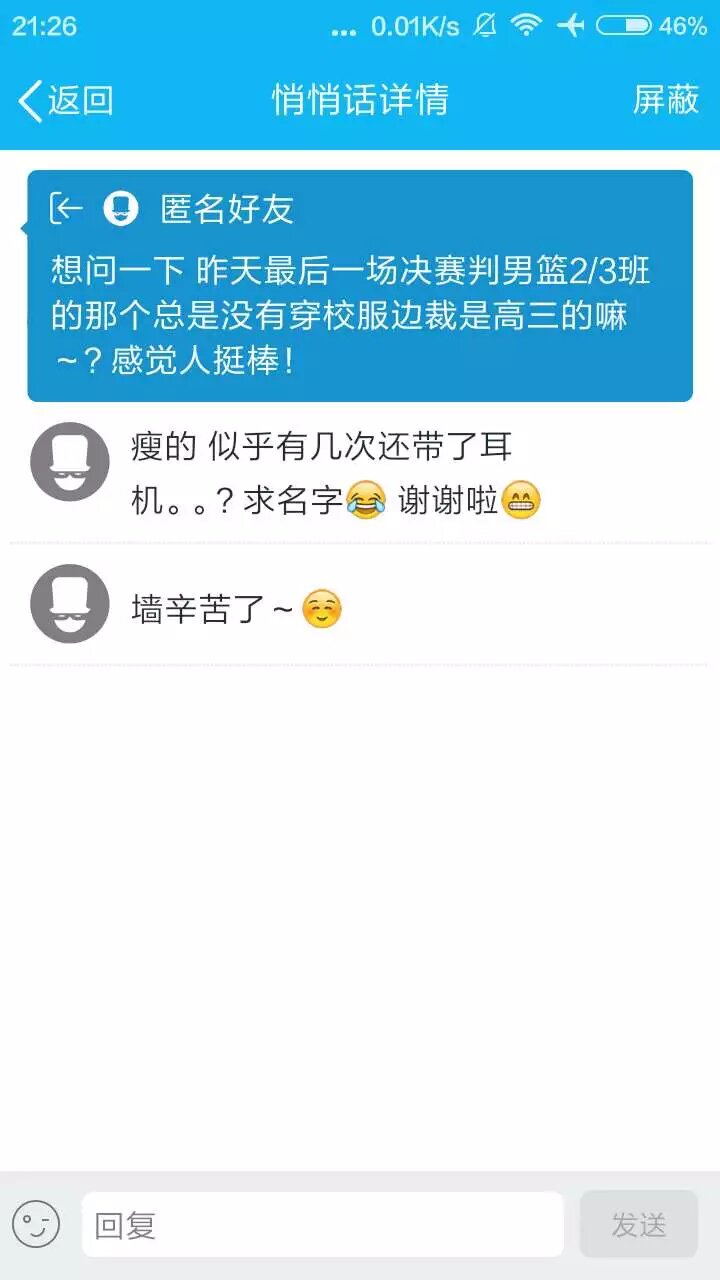 21:26 ... 0.01K/s 46%
返回 悄悄话详情 屏蔽
匿名好友
想问一下 昨天最后一场决赛判男篮2/3班
的那个总是没有穿校服边裁是高三的嘛
~？感觉人挺棒！
瘦的 似乎有几次还带了耳
机。。？求名字😂 谢谢啦😁
墙辛苦了~☺️
回复 发送